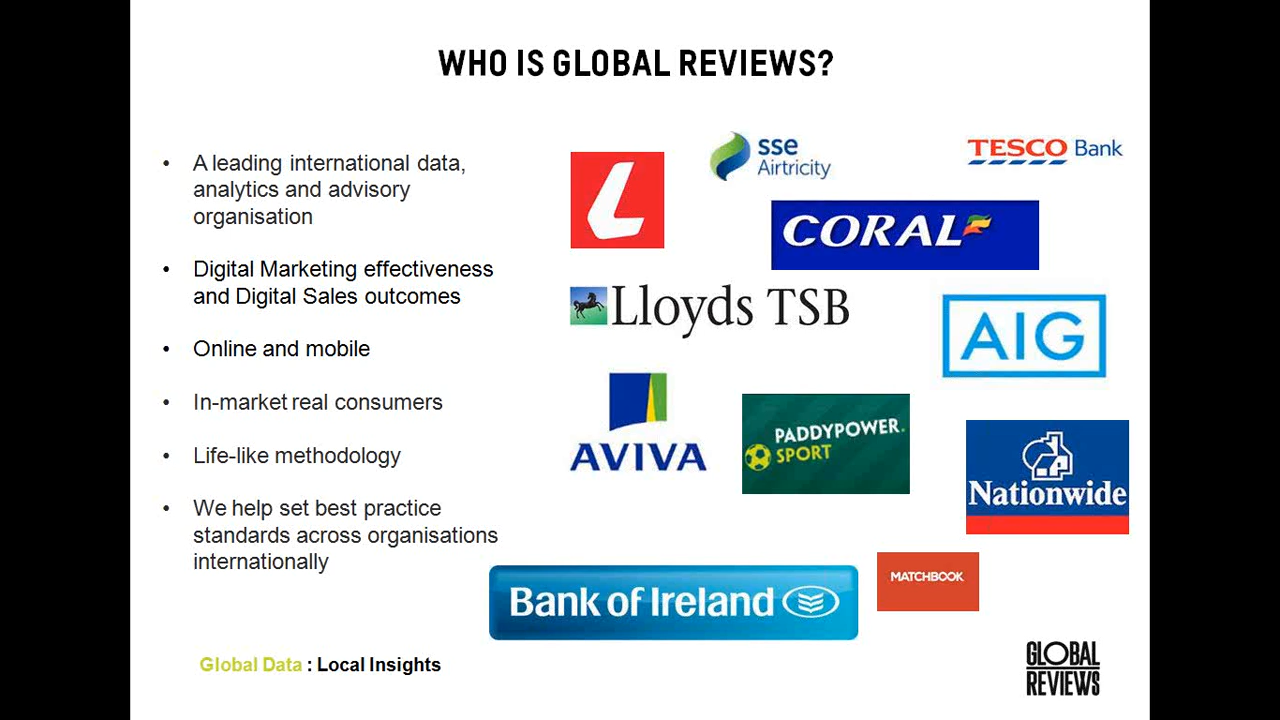 WHO IS GLOBAL REVIEWS?
• A leading international data,
analytics and advisory
organisation
• Digital Marketing effectiveness
and Digital Sales outcomes
• Online and mobile
• In-market real consumers
• Life-like methodology
• We help set best practice
standards across organisations
internationally
Global Data : Local Insights
L
sse
Airtricity
TESCO Bank
CORAL
Lloyds TSB
AIG
AVIVA
PADDYPOWER.
SPORT
Nationwide
Bank of Ireland
MATCHBOOK
GLOBAL
REVIEWS